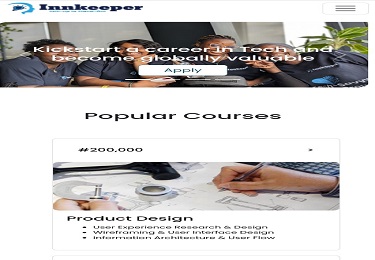 Innkeeper
Kickstart a career in Tech and
become globally valuable
Apply
Popular Courses
#200,000
>
Product Design
User Experience Research & Design
Wireframing & User Interface Design
Information Architecture & User Flow